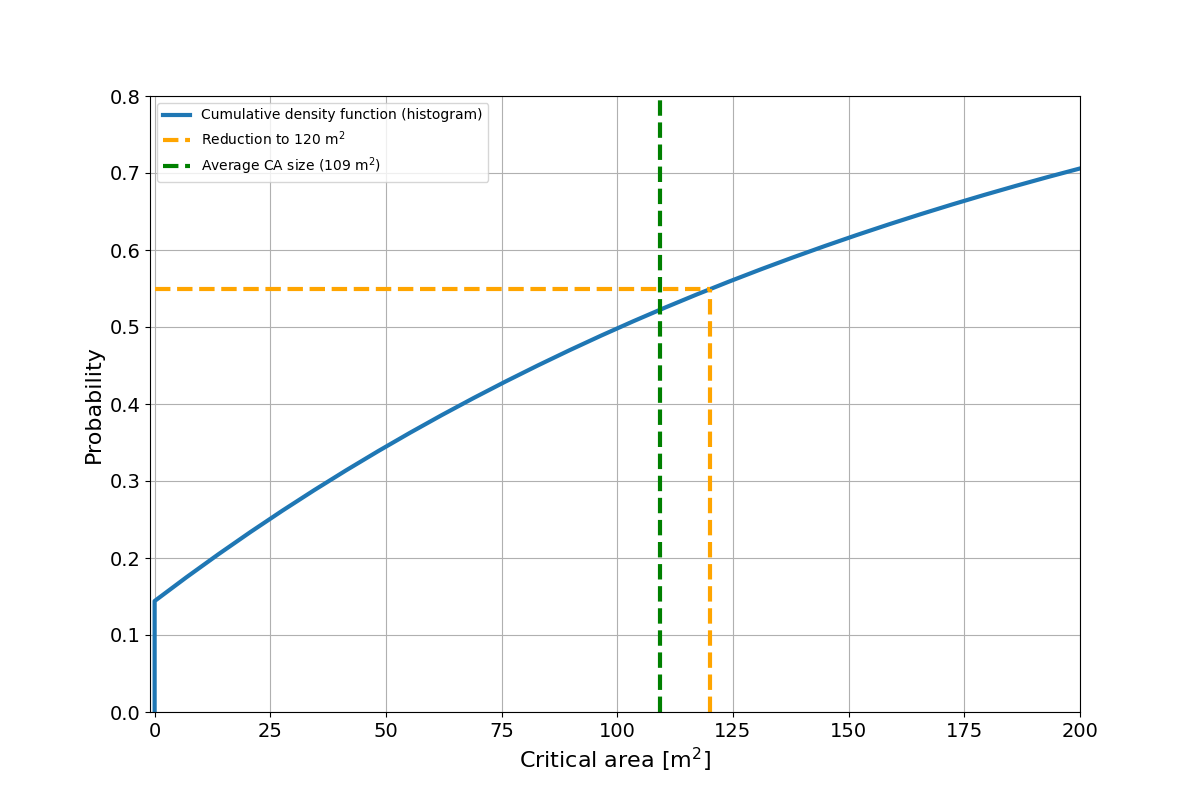 Cumulative density function (histogram)
Reduction to 120 m²
Average CA size (109 m²)
0.8
0.7
0.6
0.5
0.4
0.3
0.2
0.1
0.0
Probability
0 25 50 75 100 125 150 175 200
Critical area [m²]